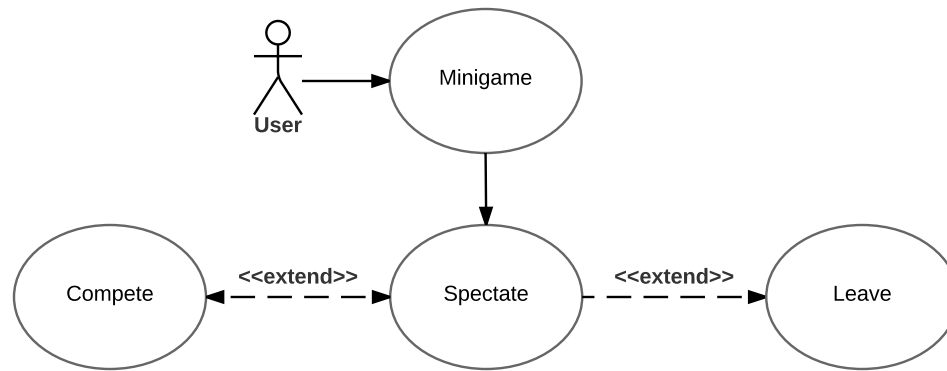 Minigame
User
<<extend>>
<<extend>>
Compete
Spectate
Leave